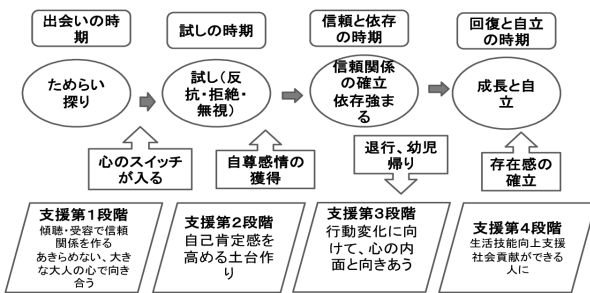 出会いの時
期
試しの時期
信頼と依存
の時期
回復と自立
の時期
ためらい
探り
試し(反
抗・拒絶・
無視)
信頼関係
の確立
依存強ま
る
成長と自
立
心のスイッチ
が入る
自尊感情の
獲得
退行、幼児
帰り
存在感の
確立
支援第1段階
傾聴・受容で信頼
関係を作る
あきらめない、大き
な大人の心で向き
合う
支援第2段階
自己肯定感を
高める土台作
り
支援第3段階
行動変化に向
けて、心の内
面と向きあう
支援第4段階
生活技能向上支援
社会貢献ができる
人に